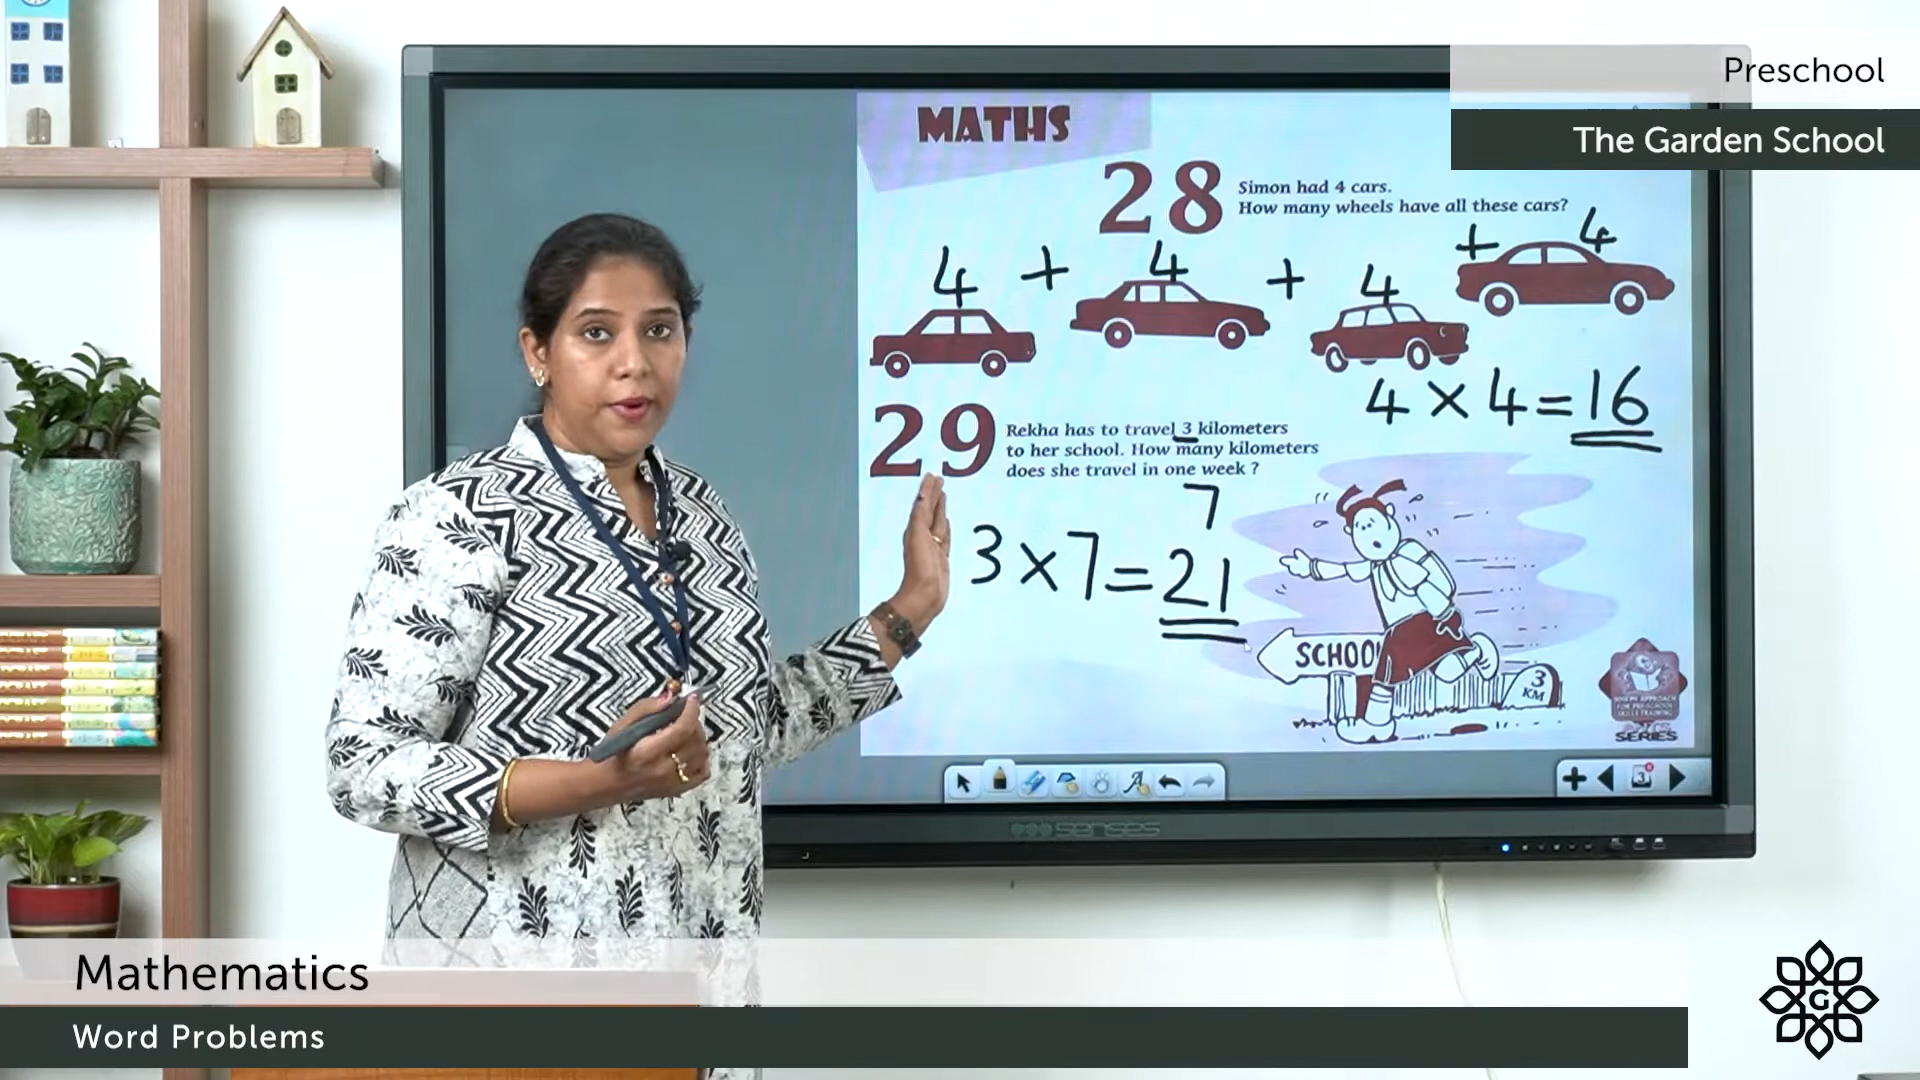 Preschool
The Garden School
MATHS
28
Simon had 4 cars.
How many wheels have all these cars?
4 + 4 + 4 + 4
4 × 4 = 16
29
Rekha has to travel 3 kilometers
to her school. How many kilometers
does she travel in one week ?
7
3 × 7 = 21
SCHOO
3
KM
SERIES
3
Mathematics
Word Problems
G